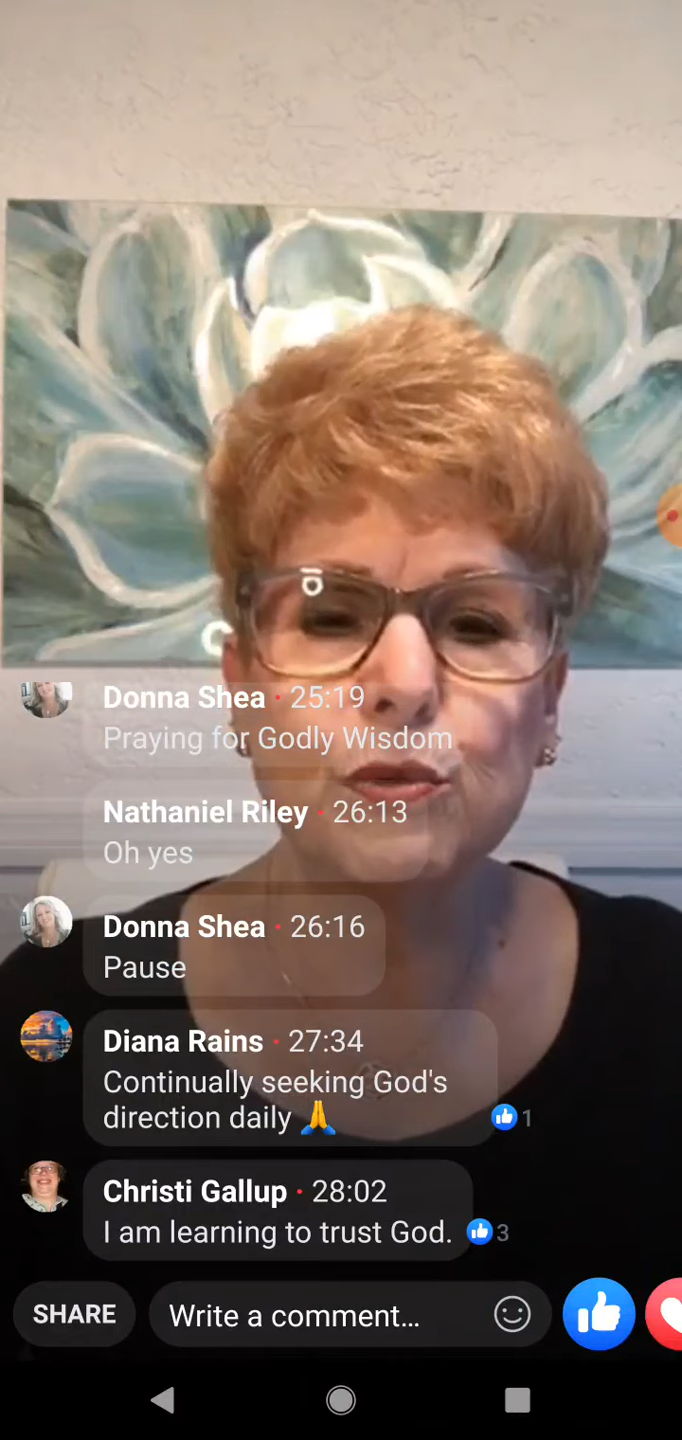 Donna Shea · 25:19
Praying for Godly Wisdom
Nathaniel Riley · 26:13
Oh yes
Donna Shea · 26:16
Pause
Diana Rains · 27:34
Continually seeking God's
direction daily 🙏
1
Christi Gallup · 28:02
I am learning to trust God.
3
SHARE
Write a comment...